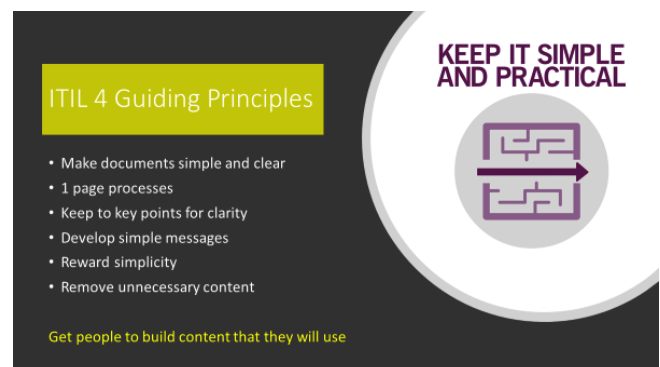 ITIL 4 Guiding Principles
• Make documents simple and clear
• 1 page processes
• Keep to key points for clarity
• Develop simple messages
• Reward simplicity
• Remove unnecessary content
Get people to build content that they will use
KEEP IT SIMPLE
AND PRACTICAL